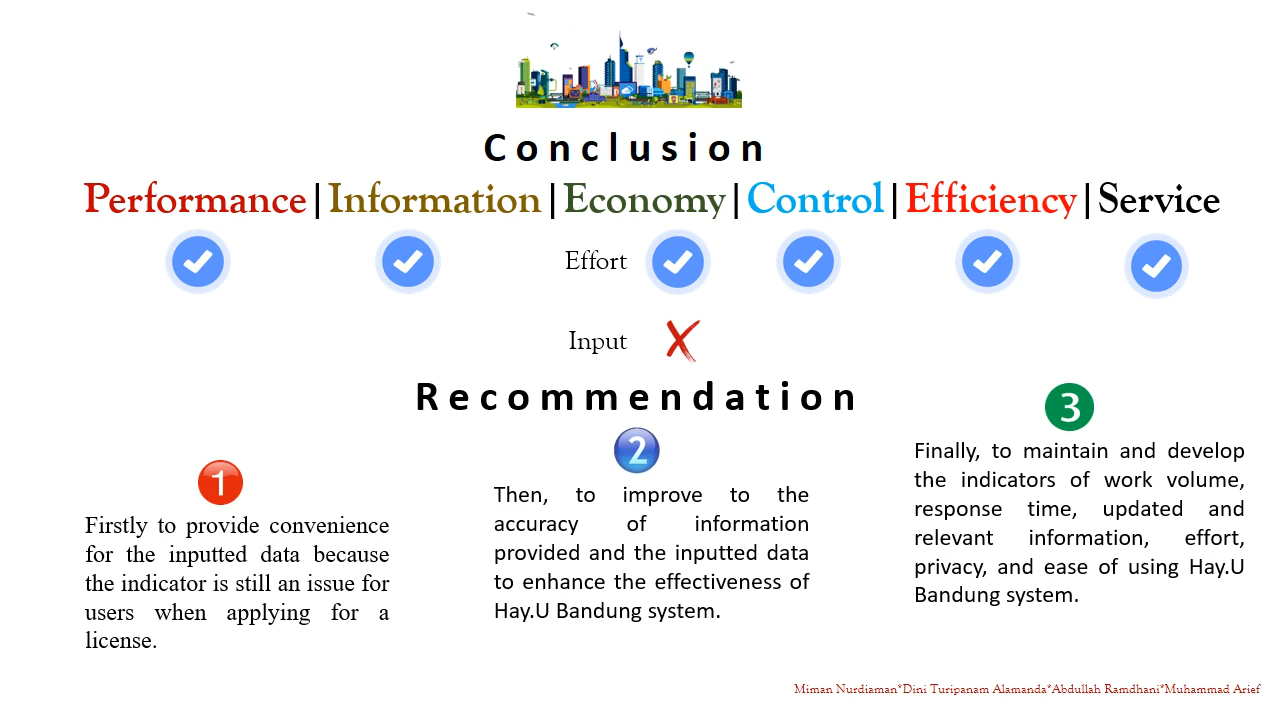 Conclusion
Performance|Information|Economy|Control|Efficiency|Service
Effort
Input
Recommendation
1
Firstly to provide convenience
for the inputted data because
the indicator is still an issue for
users when applying for a
license.
2
Then, to improve to the
accuracy of information
provided and the inputted data
to enhance the effectiveness of
Hay.U Bandung system.
3
Finally, to maintain and develop
the indicators of work volume,
response time, updated and
relevant information, effort,
privacy, and ease of using Hay.U
Bandung system.
Miman Nurdiaman*Dini Turipanam Alamanda*Abdullah Ramdhani*Muhammad Arief